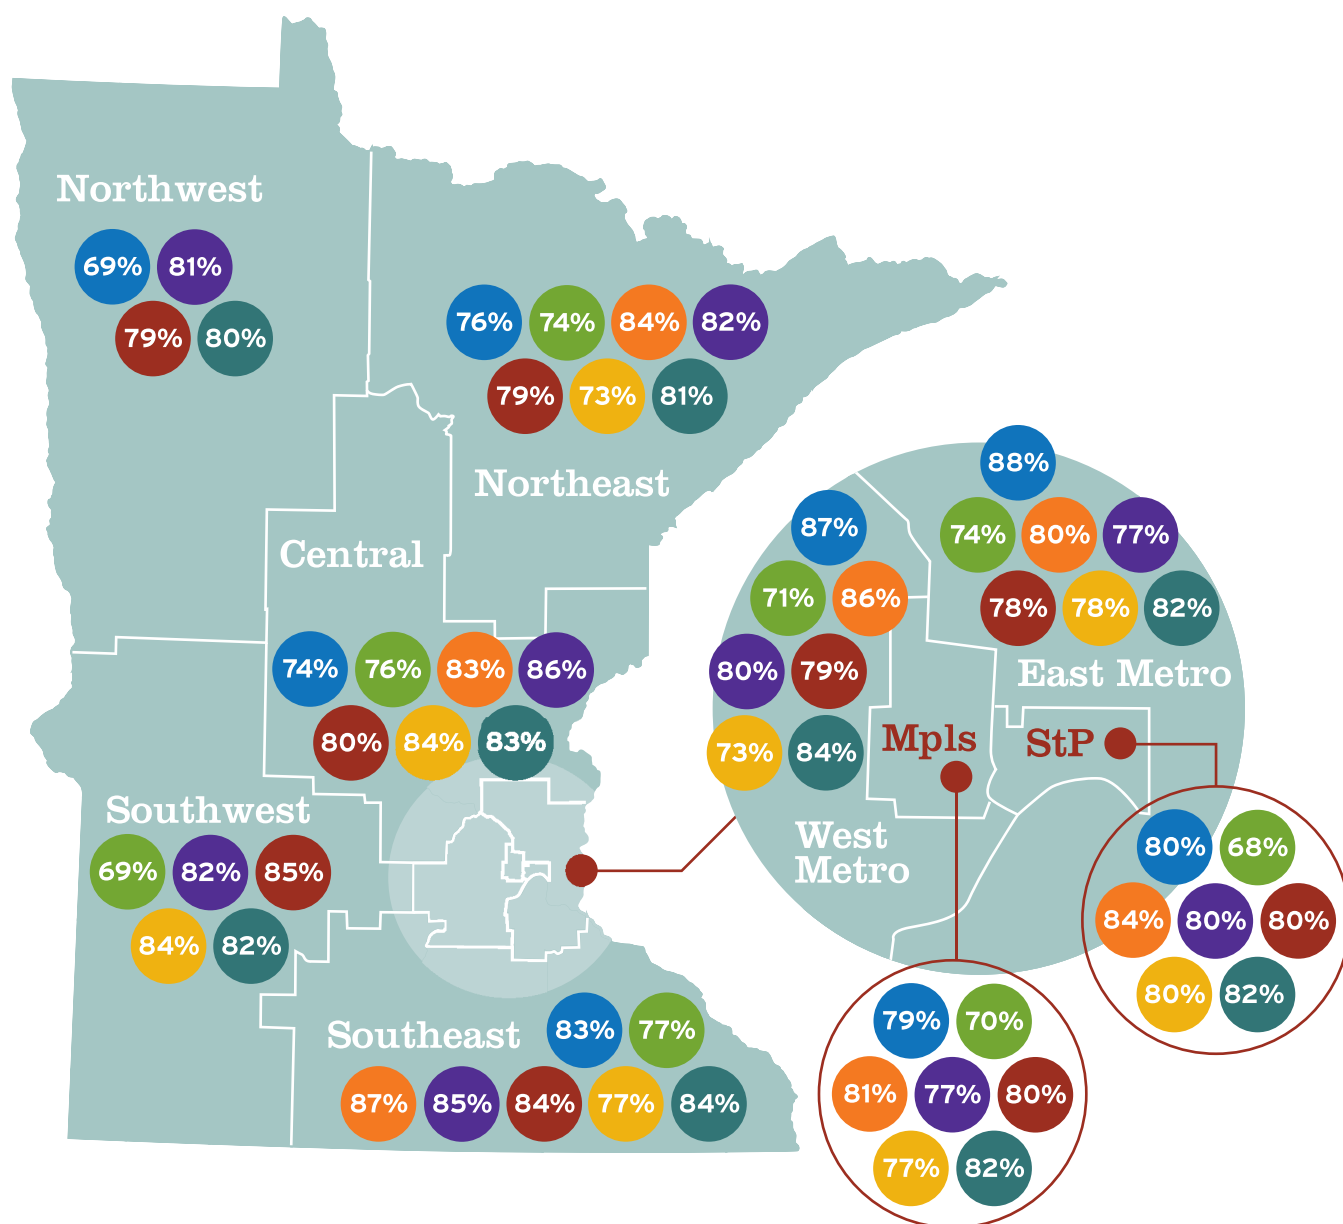 Northwest
69% 81%
79% 80%
76% 74% 84% 82%
79% 73% 81%
Northeast
Central
74% 76% 83% 86%
80% 84% 83%
Southwest
69% 82% 85%
84% 82%
Southeast
83% 77%
87% 85% 84% 77% 84%
87%
71% 86%
80% 79%
73% 84%
West
Metro
88%
74% 80% 77%
78% 78% 82%
East Metro
Mpls
79% 70%
81% 77% 80%
77% 82%
StP
80% 68%
84% 80% 80%
80% 82%